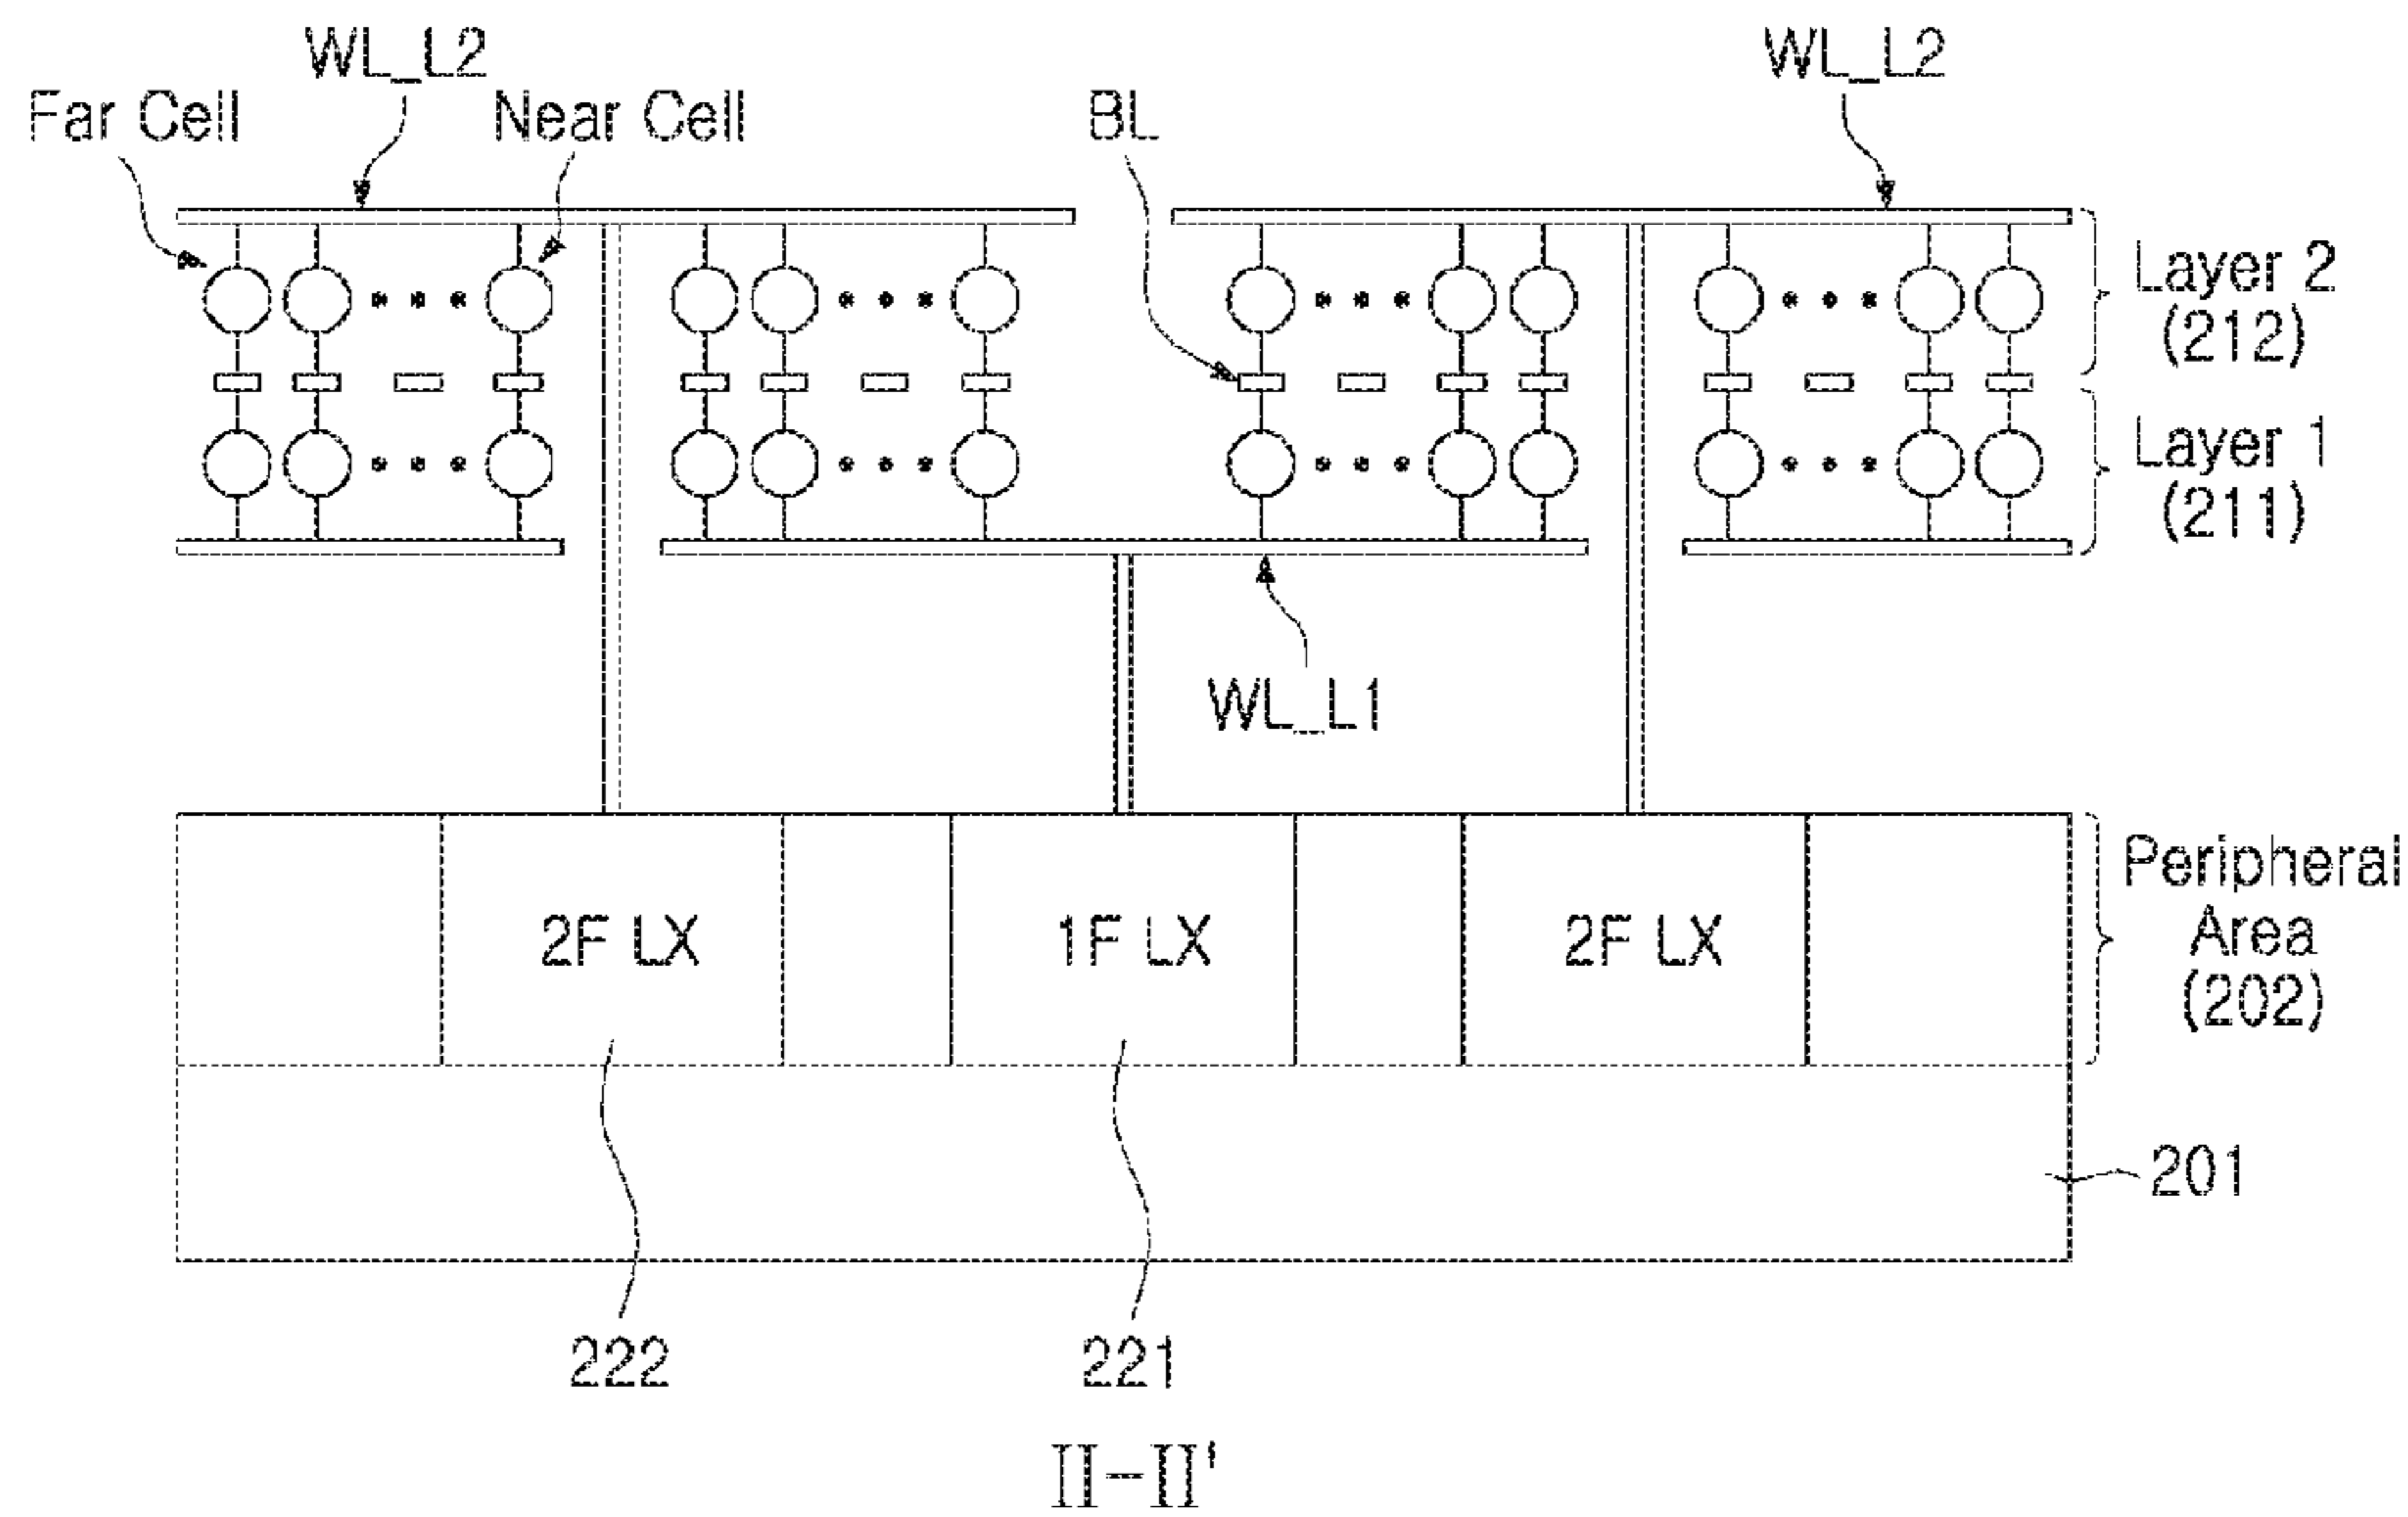 WL_L2
WL_L2
Far Cell
Near Cell
BL
Layer 2
(212)
Layer 1
(211)
WL_L1
2F LX
1F LX
2F LX
Peripheral
Area
(202)
201
222
221
II-II'